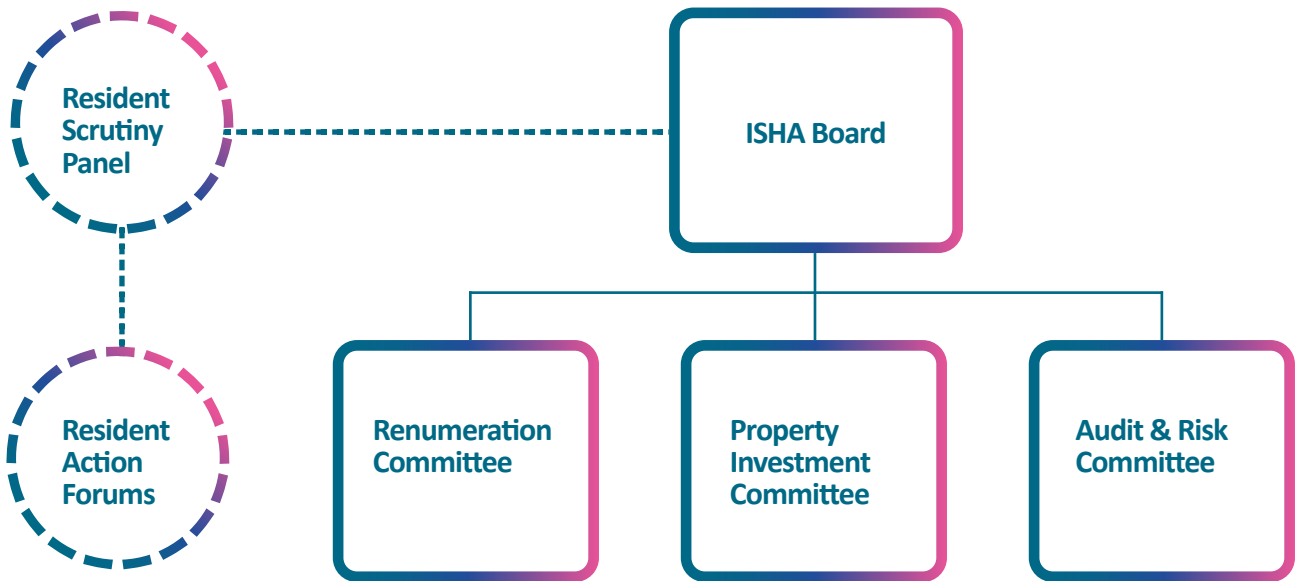 Resident
Scrutiny
Panel
ISHA Board
Resident
Action
Forums
Renumeration
Committee
Property
Investment
Committee
Audit & Risk
Committee